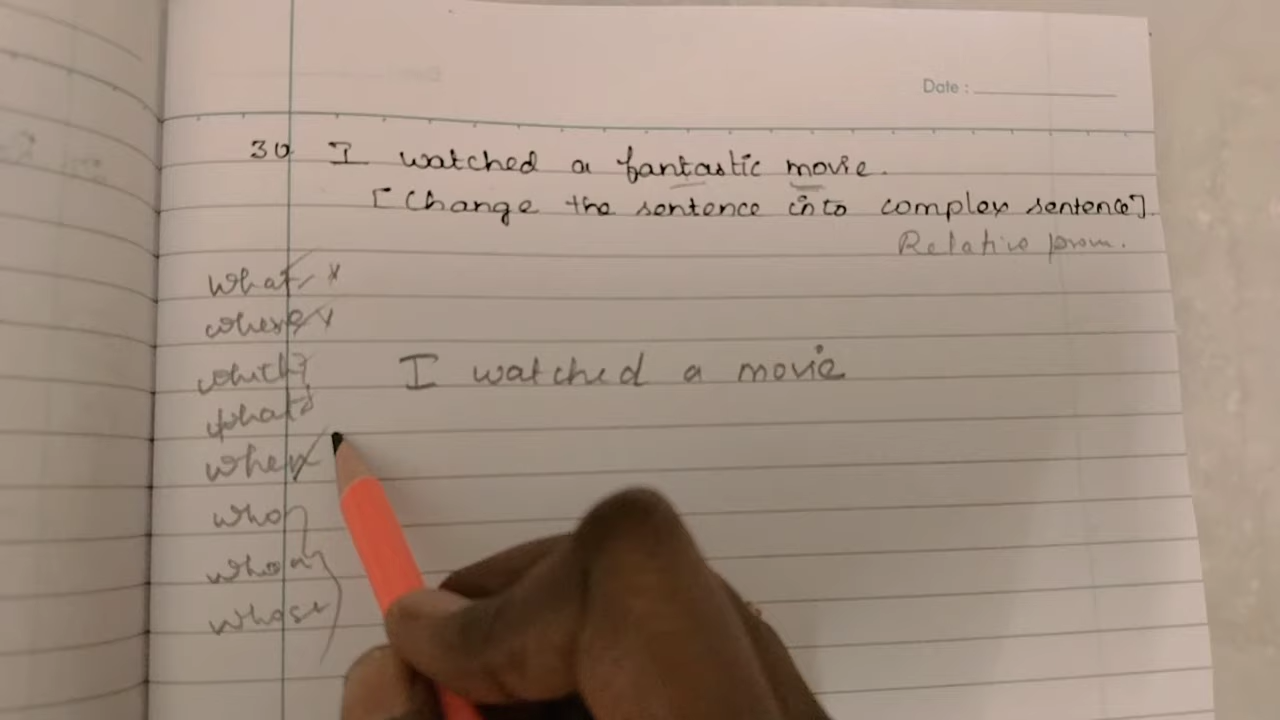 Date :
30 I watched a fantastic movie.
[Change the sentence into complex sentence].
Relative pron.
what x
where x
which
that
when
I watched a movie
who
whom
whose